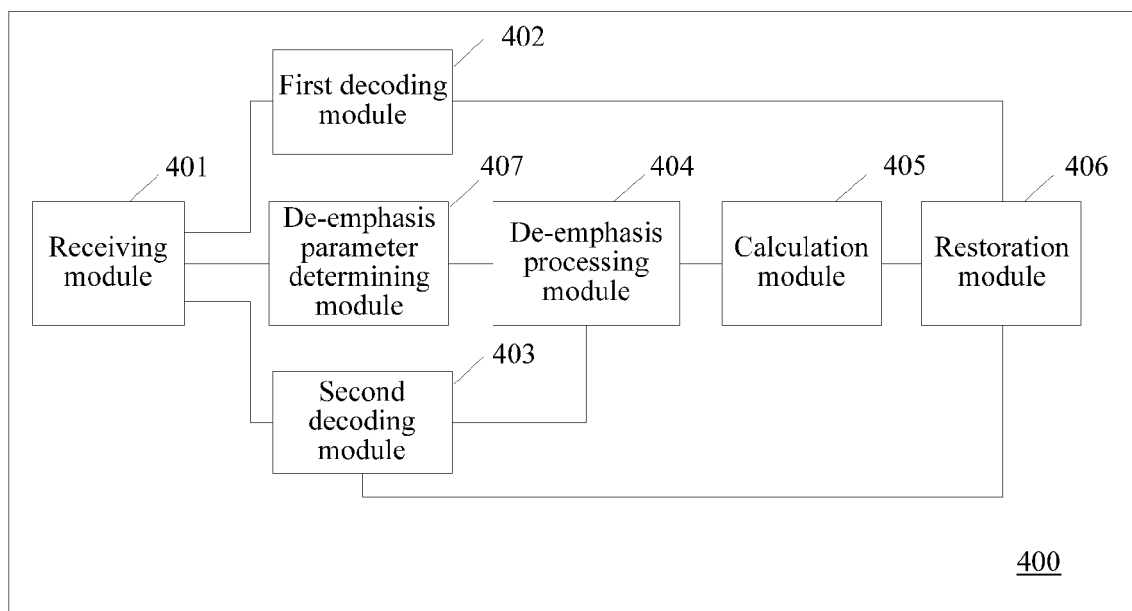 402
First decoding
module
401
Receiving
module
407
De-emphasis
parameter
determining
module
404
De-emphasis
processing
module
405
Calculation
module
406
Restoration
module
403
Second
decoding
module
400